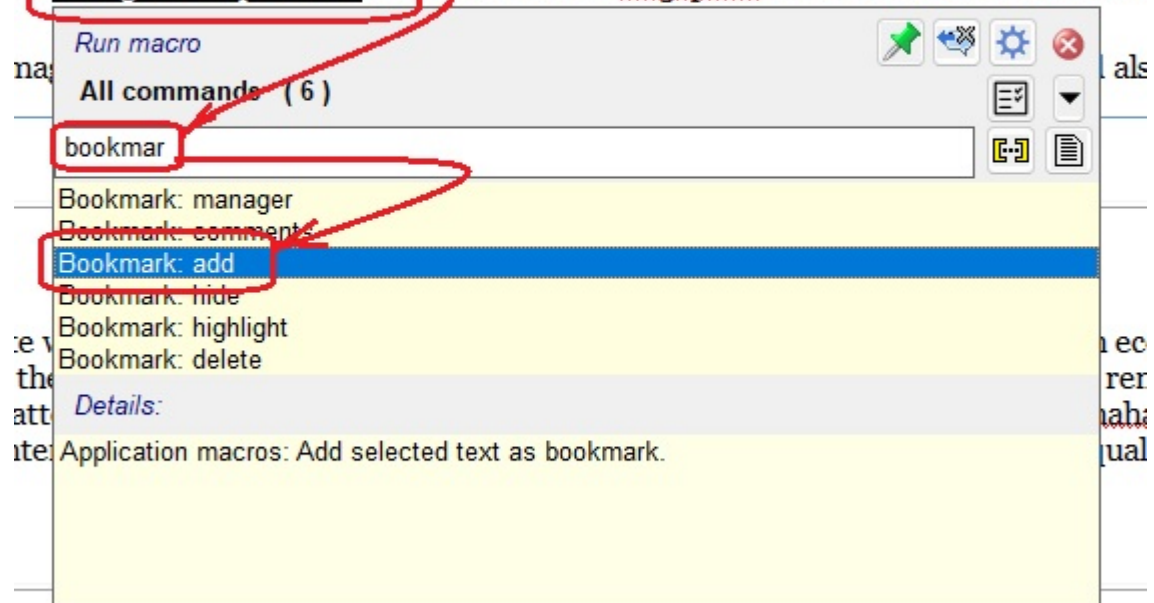 Run macro
All commands (6)
bookmar
Bookmark: manager
Bookmark: comments
Bookmark: add
Bookmark: hide
Bookmark: highlight
Bookmark: delete
Details:
Application macros: Add selected text as bookmark.